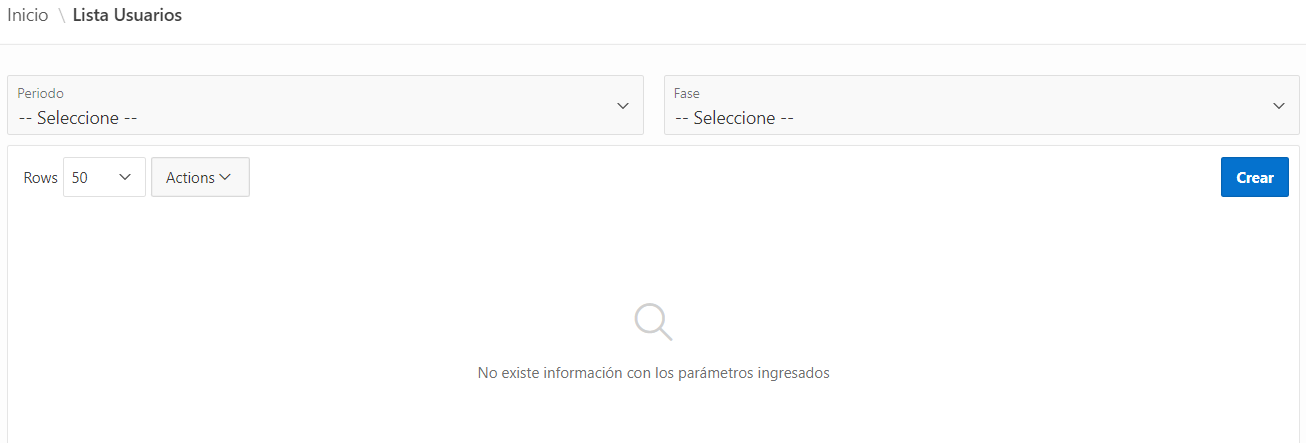 Inicio \ Lista Usuarios
Periodo
-- Seleccione --
Fase
-- Seleccione --
Rows 50 Actions Crear
No existe información con los parámetros ingresados